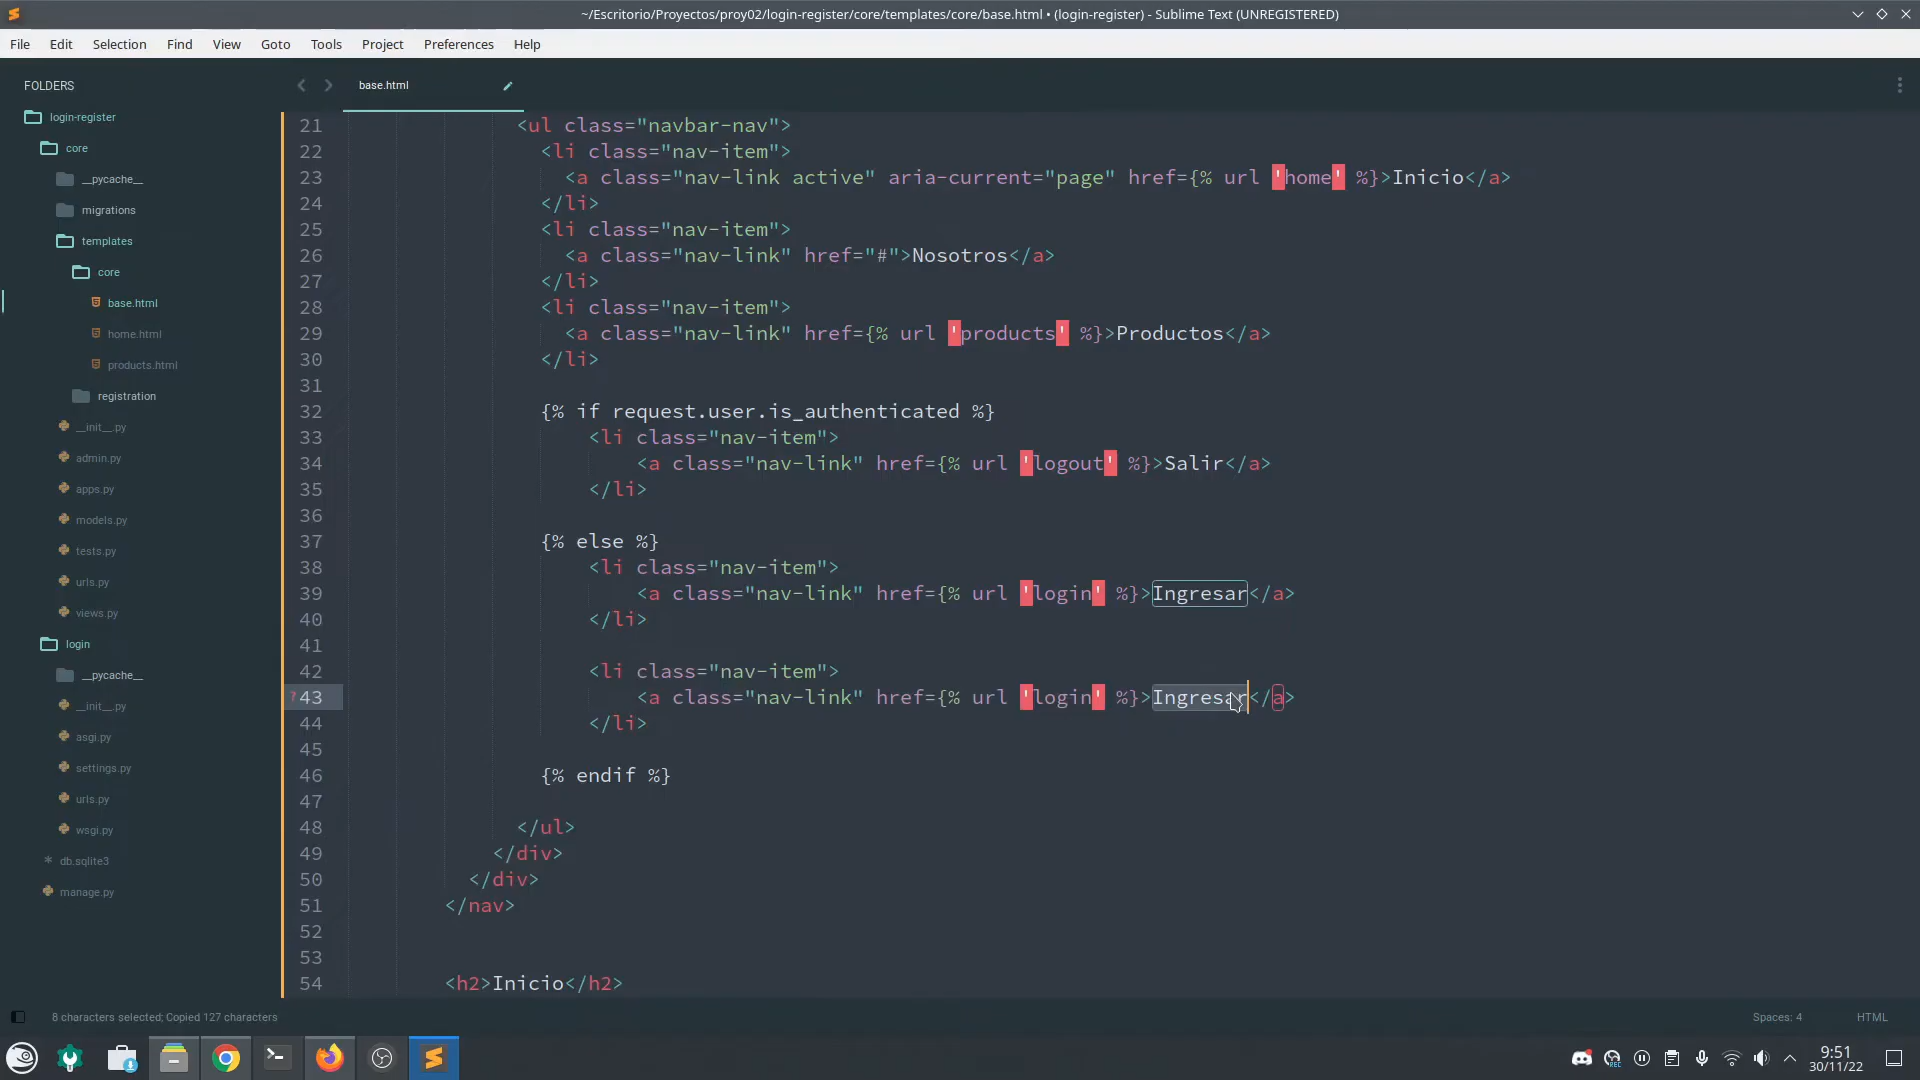 ~/Escritorio/Proyectos/proy02/login-register/core/templates/core/base.html • (login-register) - Sublime Text (UNREGISTERED)
File Edit Selection Find View Goto Tools Project Preferences Help
FOLDERS
login-register
core
__pycache__
migrations
templates
core
base.html
home.html
products.html
registration
__init__.py
admin.py
apps.py
models.py
tests.py
urls.py
views.py
login
__pycache__
__init__.py
asgi.py
settings.py
urls.py
wsgi.py
db.sqlite3
manage.py
base.html
21 <ul class="navbar-nav">
22 <li class="nav-item">
23 <a class="nav-link active" aria-current="page" href={% url 'home' %}>Inicio</a>
24 </li>
25 <li class="nav-item">
26 <a class="nav-link" href="#">Nosotros</a>
27 </li>
28 <li class="nav-item">
29 <a class="nav-link" href={% url 'products' %}>Productos</a>
30 </li>
31
32 {% if request.user.is_authenticated %}
33 <li class="nav-item">
34 <a class="nav-link" href={% url 'logout' %}>Salir</a>
35 </li>
36
37 {% else %}
38 <li class="nav-item">
39 <a class="nav-link" href={% url 'login' %}>Ingresar</a>
40 </li>
41
42 <li class="nav-item">
43 <a class="nav-link" href={% url 'login' %}>Ingresar</a>
44 </li>
45
46 {% endif %}
47
48 </ul>
49 </div>
50 </div>
51 </nav>
52
53
54 <h2>Inicio</h2>
8 characters selected; Copied 127 characters
Spaces: 4 HTML
REC
9:51
30/11/22